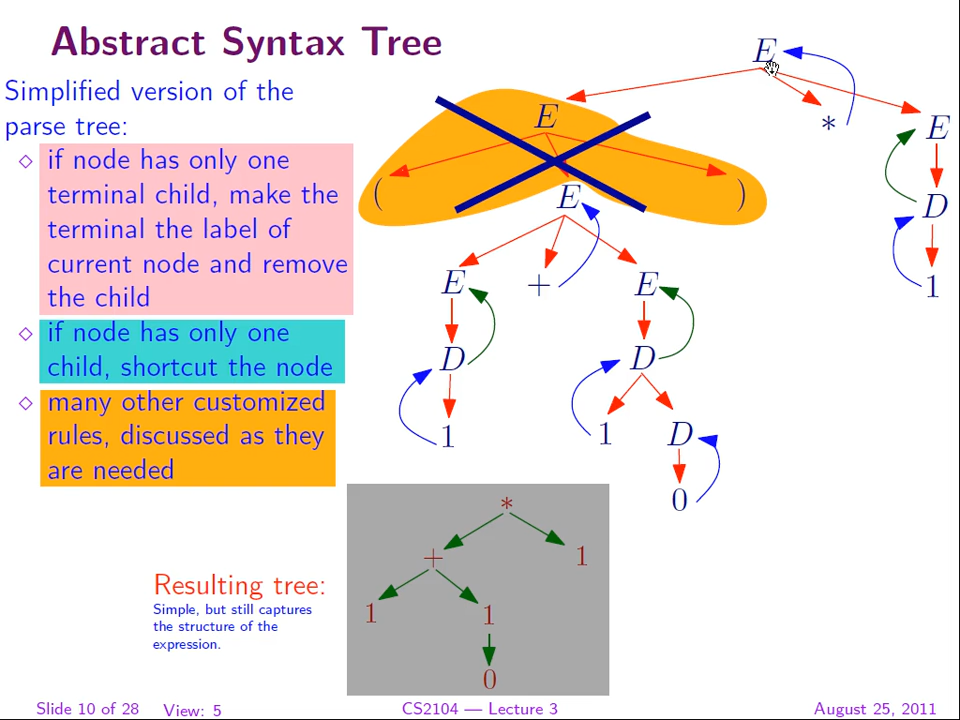 Abstract Syntax Tree
Simplified version of the
parse tree:
◇ if node has only one
terminal child, make the
terminal the label of
current node and remove
the child
◇ if node has only one
child, shortcut the node
◇ many other customized
rules, discussed as they
are needed
E
E * E
( E ) D
E + E 1
D D
1 1 D
0
*
+ 1
1 1
0
Resulting tree:
Simple, but still captures
the structure of the
expression.
Slide 10 of 28 View: 5 CS2104 — Lecture 3 August 25, 2011